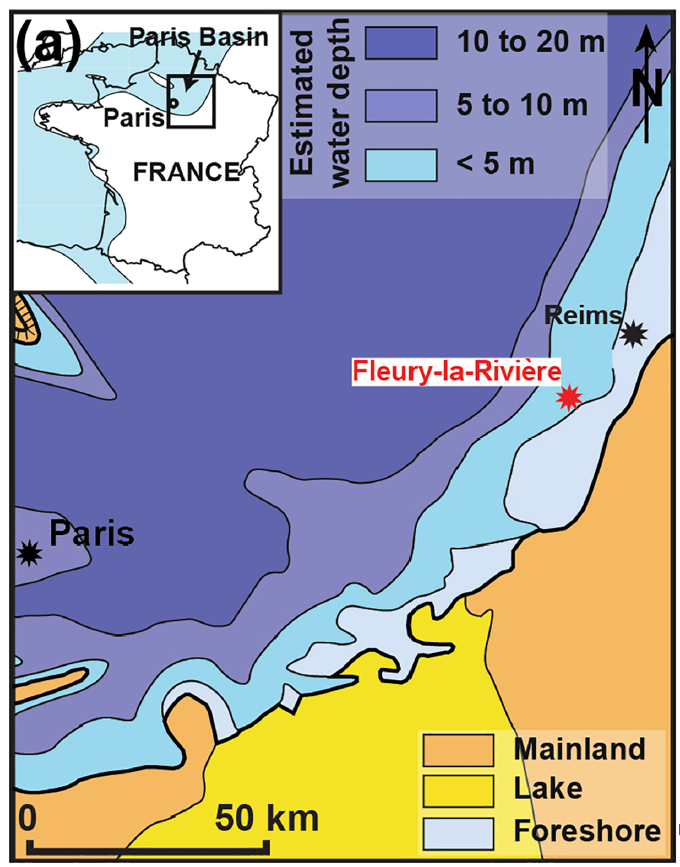 (a)
Paris Basin
Paris
FRANCE
Estimated
water depth
10 to 20 m
5 to 10 m
< 5 m
N
Reims
Fleury-la-Rivière
Paris
Mainland
Lake
Foreshore
0
50 km